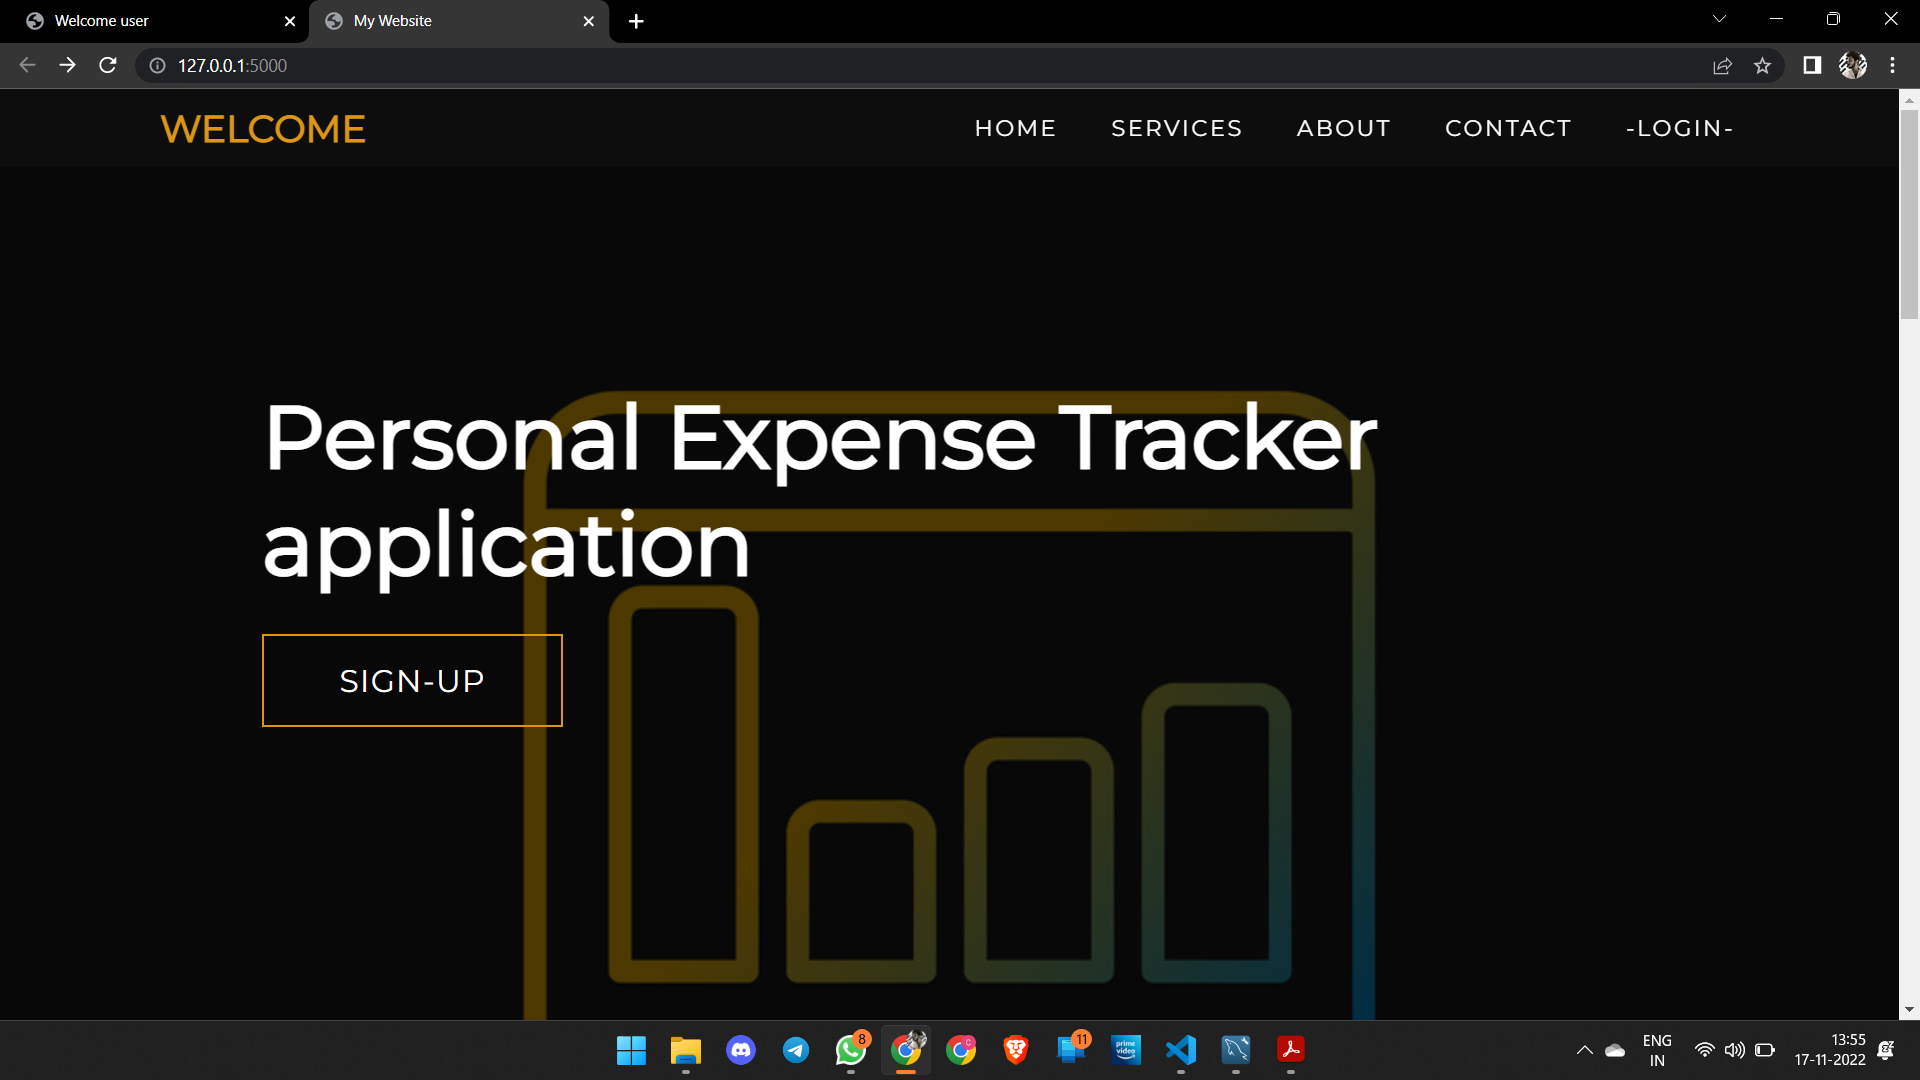 Welcome user
My Website
127.0.0.1:5000
WELCOME
HOME SERVICES ABOUT CONTACT -LOGIN-
Personal Expense Tracker
application
SIGN-UP
8
C
11
prime
video
ENG
IN
13:55
17-11-2022